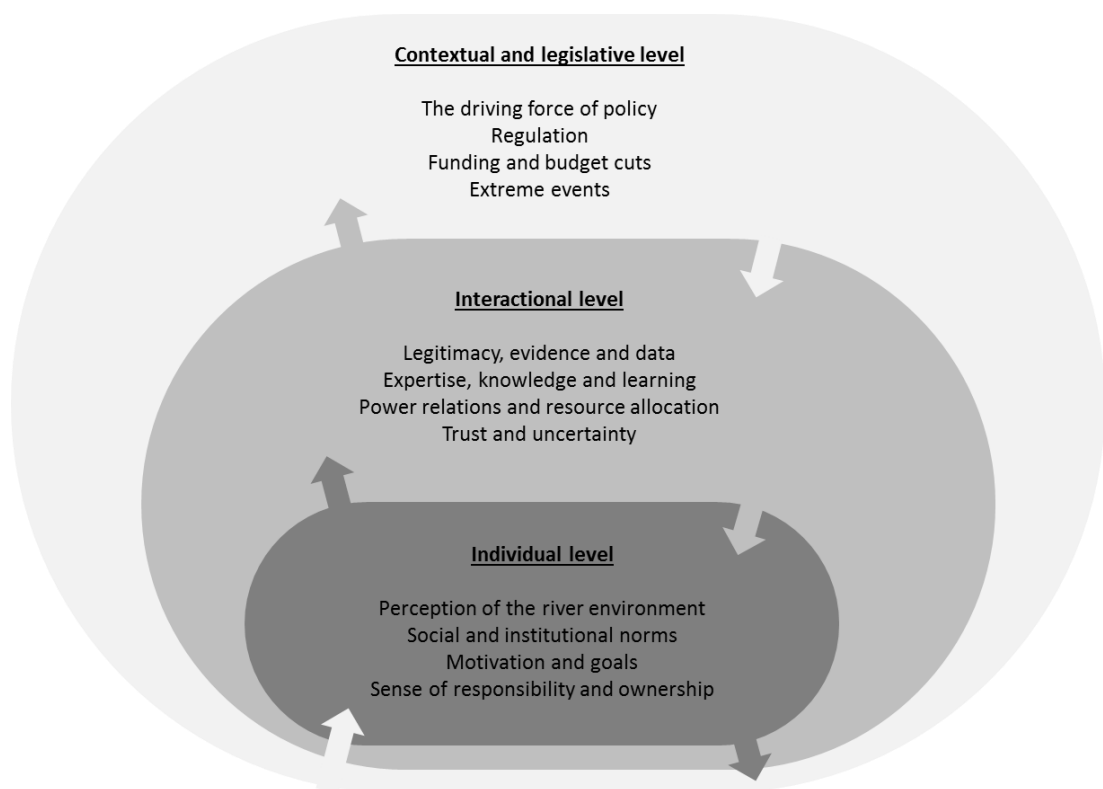 Contextual and legislative level
The driving force of policy
Regulation
Funding and budget cuts
Extreme events
Interactional level
Legitimacy, evidence and data
Expertise, knowledge and learning
Power relations and resource allocation
Trust and uncertainty
Individual level
Perception of the river environment
Social and institutional norms
Motivation and goals
Sense of responsibility and ownership